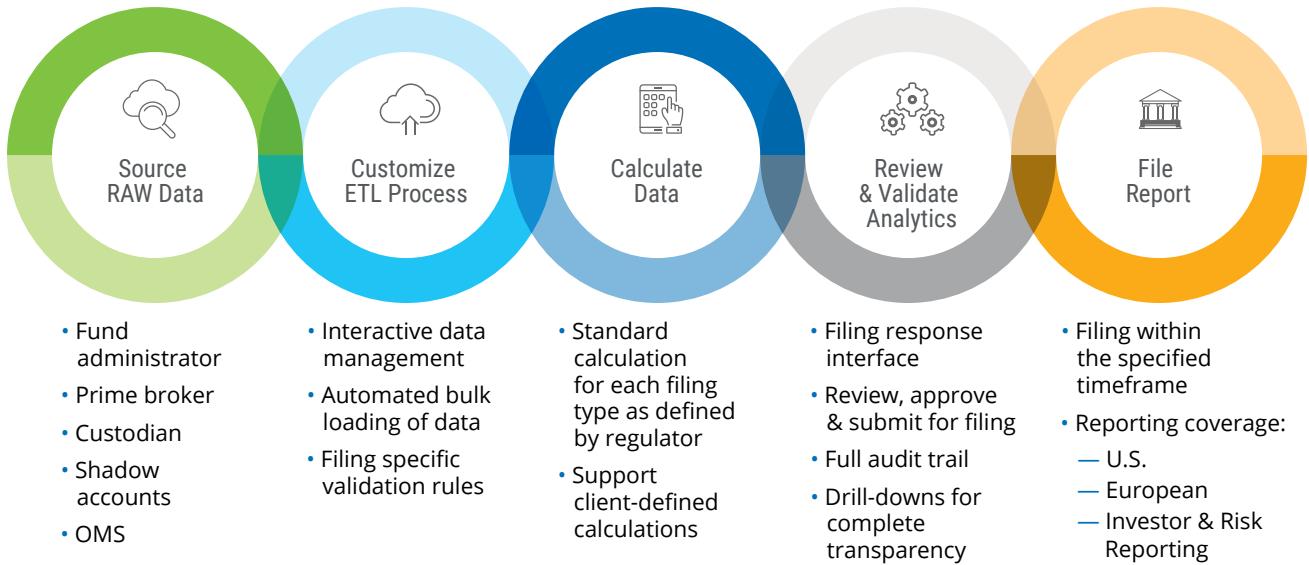 Source
RAW Data
Customize
ETL Process
Calculate
Data
Review
& Validate
Analytics
File
Report
• Fund
administrator
• Prime broker
• Custodian
• Shadow
accounts
• OMS
• Interactive data
management
• Automated bulk
loading of data
• Filing specific
validation rules
• Standard
calculation
for each filing
type as defined
by regulator
• Support
client-defined
calculations
• Filing response
interface
• Review, approve
& submit for filing
• Full audit trail
• Drill-downs for
complete
transparency
• Filing within
the specified
timeframe
• Reporting coverage:
— U.S.
— European
— Investor & Risk
Reporting